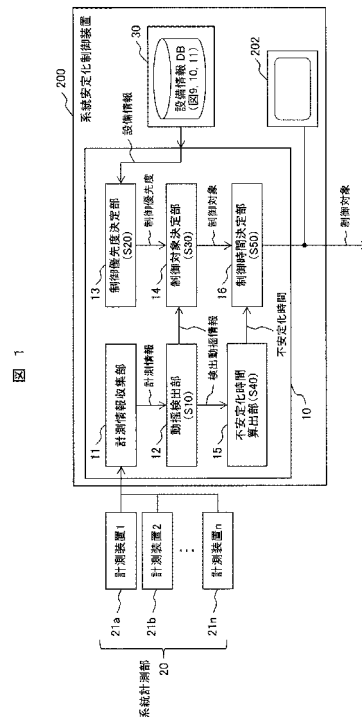 図 1
200
系統安定化制御装置
30
設備情報 DB
(図9, 10, 11)
202
設備情報
13
制御優先度決定部
(S20)
制御優先度
14
制御対象決定部
(S30)
制御対象
16
制御時間決定部
(S50)
制御対象
11
計測情報収集部
計測情報
12
動揺検出部
(S10)
動揺情報
検出動揺情報
15
不安定化時間
算出部(S40)
不安定化時間
10
計測装置1
21a
計測装置2
21b
計測装置n
21n
20
系統計測部